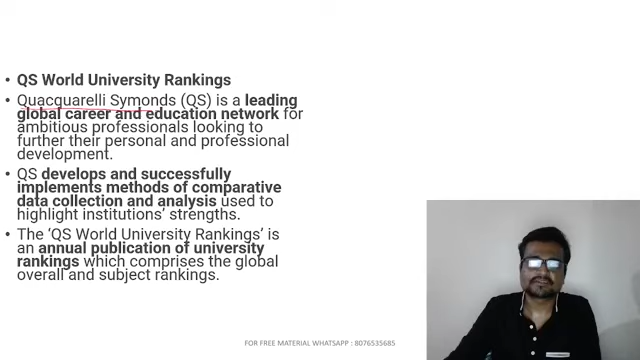 • QS World University Rankings
• Quacquarelli Symonds (QS) is a leading
global career and education network for
ambitious professionals looking to
further their personal and professional
development.
• QS develops and successfully
implements methods of comparative
data collection and analysis used to
highlight institutions’ strengths.
• The ‘QS World University Rankings’ is
an annual publication of university
rankings which comprises the global
overall and subject rankings.
FOR FREE MATERIAL WHATSAPP : 8076535685